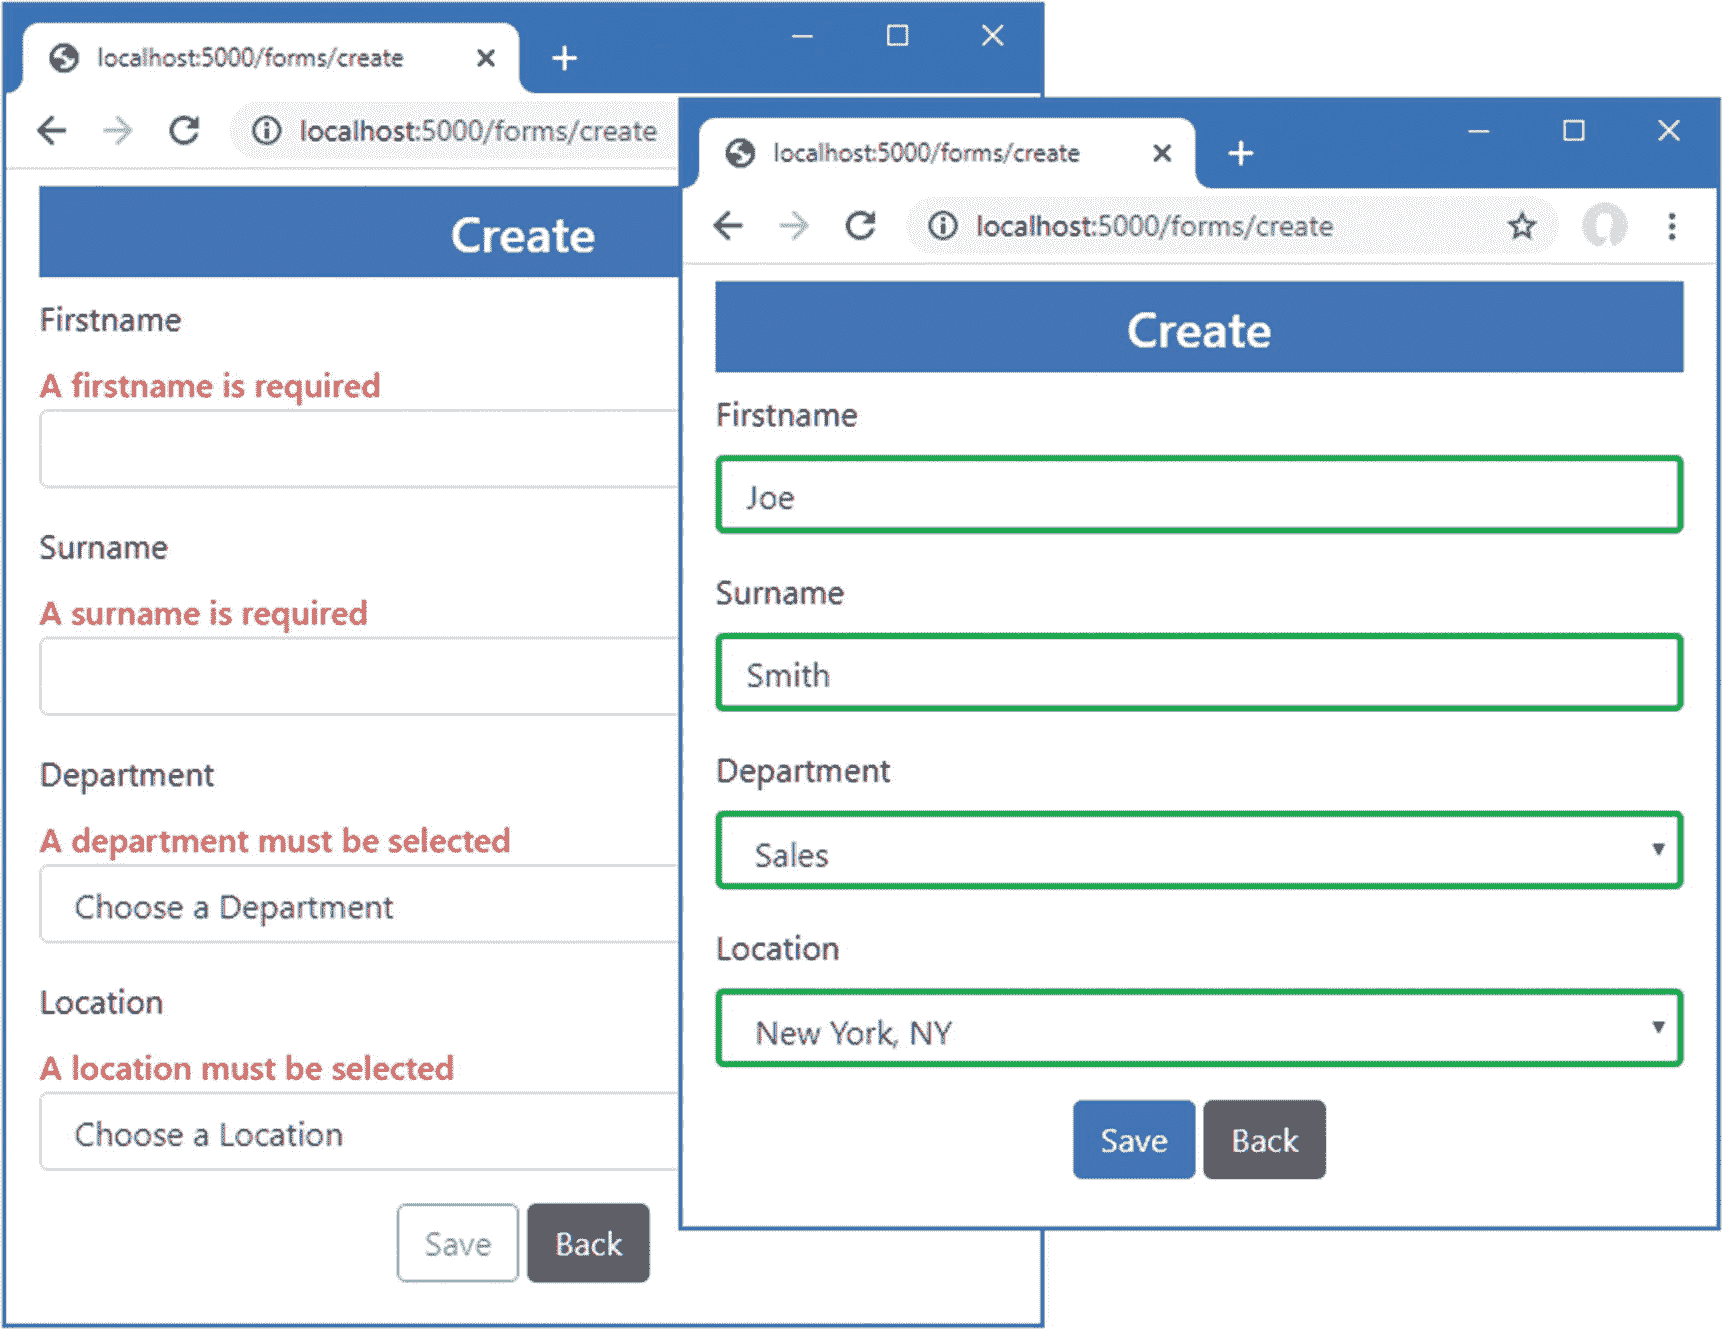 localhost:5000/forms/create
localhost:5000/forms/create
Create
Firstname
A firstname is required
Surname
A surname is required
Department
A department must be selected
Choose a Department
Location
A location must be selected
Choose a Location
Save Back
localhost:5000/forms/create
localhost:5000/forms/create
Create
Firstname
Joe
Surname
Smith
Department
Sales
Location
New York, NY
Save Back